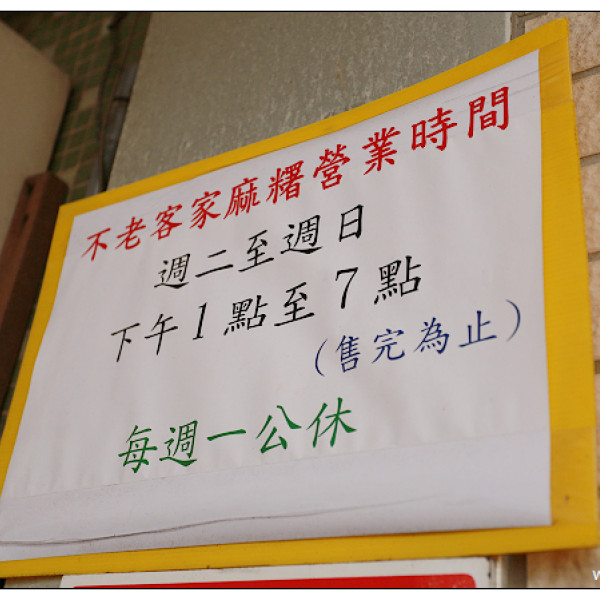 不老客家麻糬營業時間
週二至週日
下午1點至7點
（售完為止）
每週一公休